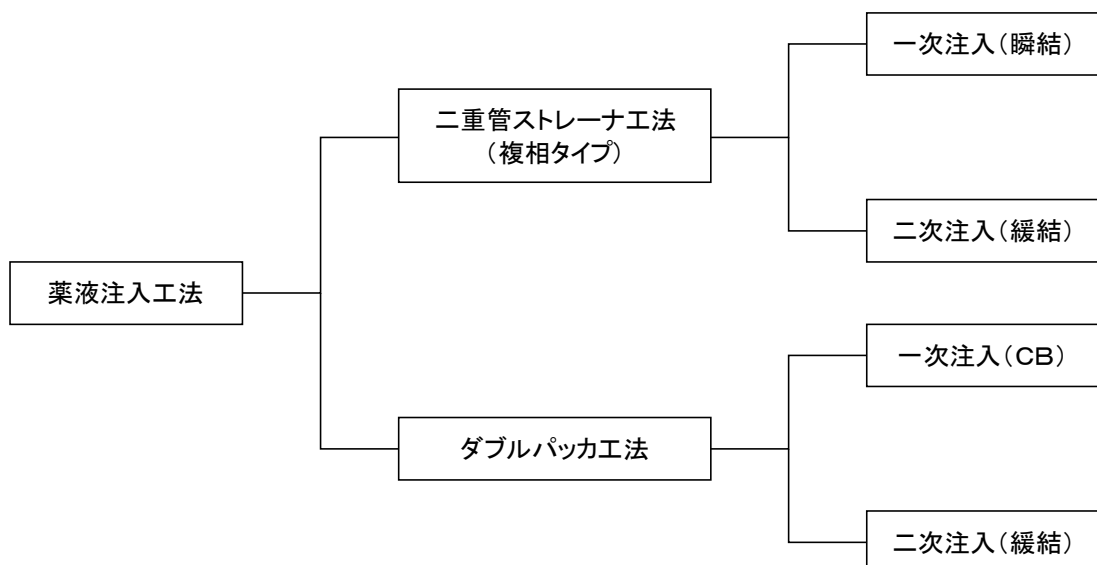 一次注入（瞬結）
二重管ストレーナ工法
（複相タイプ）
二次注入（緩結）
薬液注入工法
一次注入（ＣＢ）
ダブルパッカ工法
二次注入（緩結）